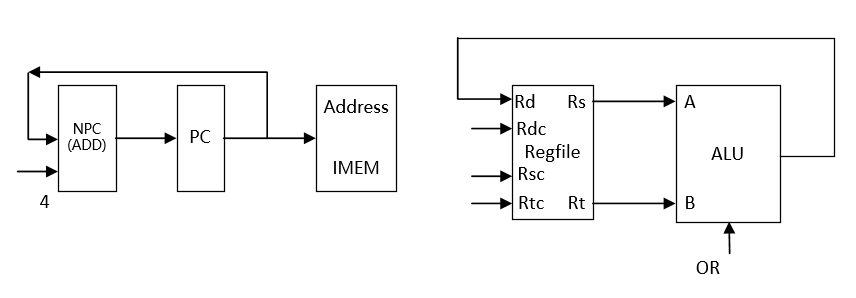 NPC
(ADD)
4
PC
Address
IMEM
Rd
Rs
Rdc
Regfile
Rsc
Rtc
Rt
A
ALU
B
OR